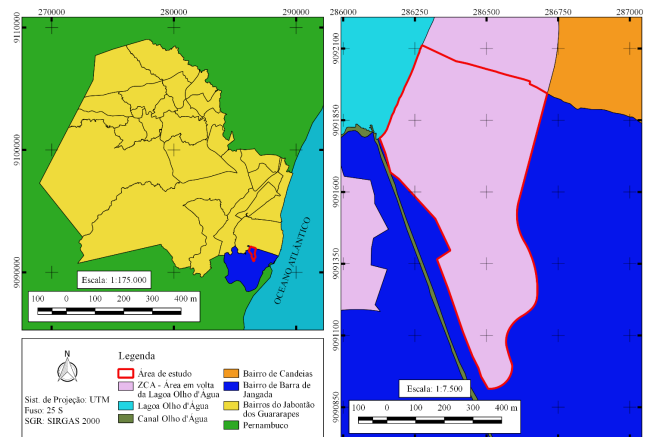 270000 280000 290000
9110000
9100000
9090000
OCEANO ATLÂNTICO
Escala: 1:175.000
100 0 100 200 300 400 m
286000 286250 286500 286750 287000
9092100
9091850
9091600
9091350
9091100
9090850
Escala: 1:7.500
100 0 100 200 300 400 m
N
Sist. de Projeção: UTM
Fuso: 25 S
SGR: SIRGAS 2000
Legenda
Área de estudo
ZCA - Área em volta
da Lagoa Olho d'Água
Lagoa Olho d'Água
Canal Olho d'Água
Bairro de Candeias
Bairro de Barra de
Jangada
Bairros do Jaboatão
dos Guararapes
Pernambuco